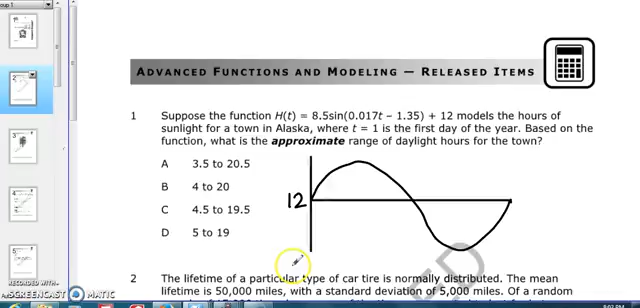 roup 1
ADVANCED FUNCTIONS AND MODELING — RELEASED ITEMS
1 Suppose the function H(t) = 8.5sin(0.017t – 1.35) + 12 models the hours of
sunlight for a town in Alaska, where t = 1 is the first day of the year. Based on the
function, what is the approximate range of daylight hours for the town?
A 3.5 to 20.5
B 4 to 20
C 4.5 to 19.5
D 5 to 19
12
ED
2 The lifetime of a particular type of car tire is normally distributed. The mean
lifetime is 50,000 miles, with a standard deviation of 5,000 miles. Of a random
RECORDED WITH
SCREENCAST MATIC